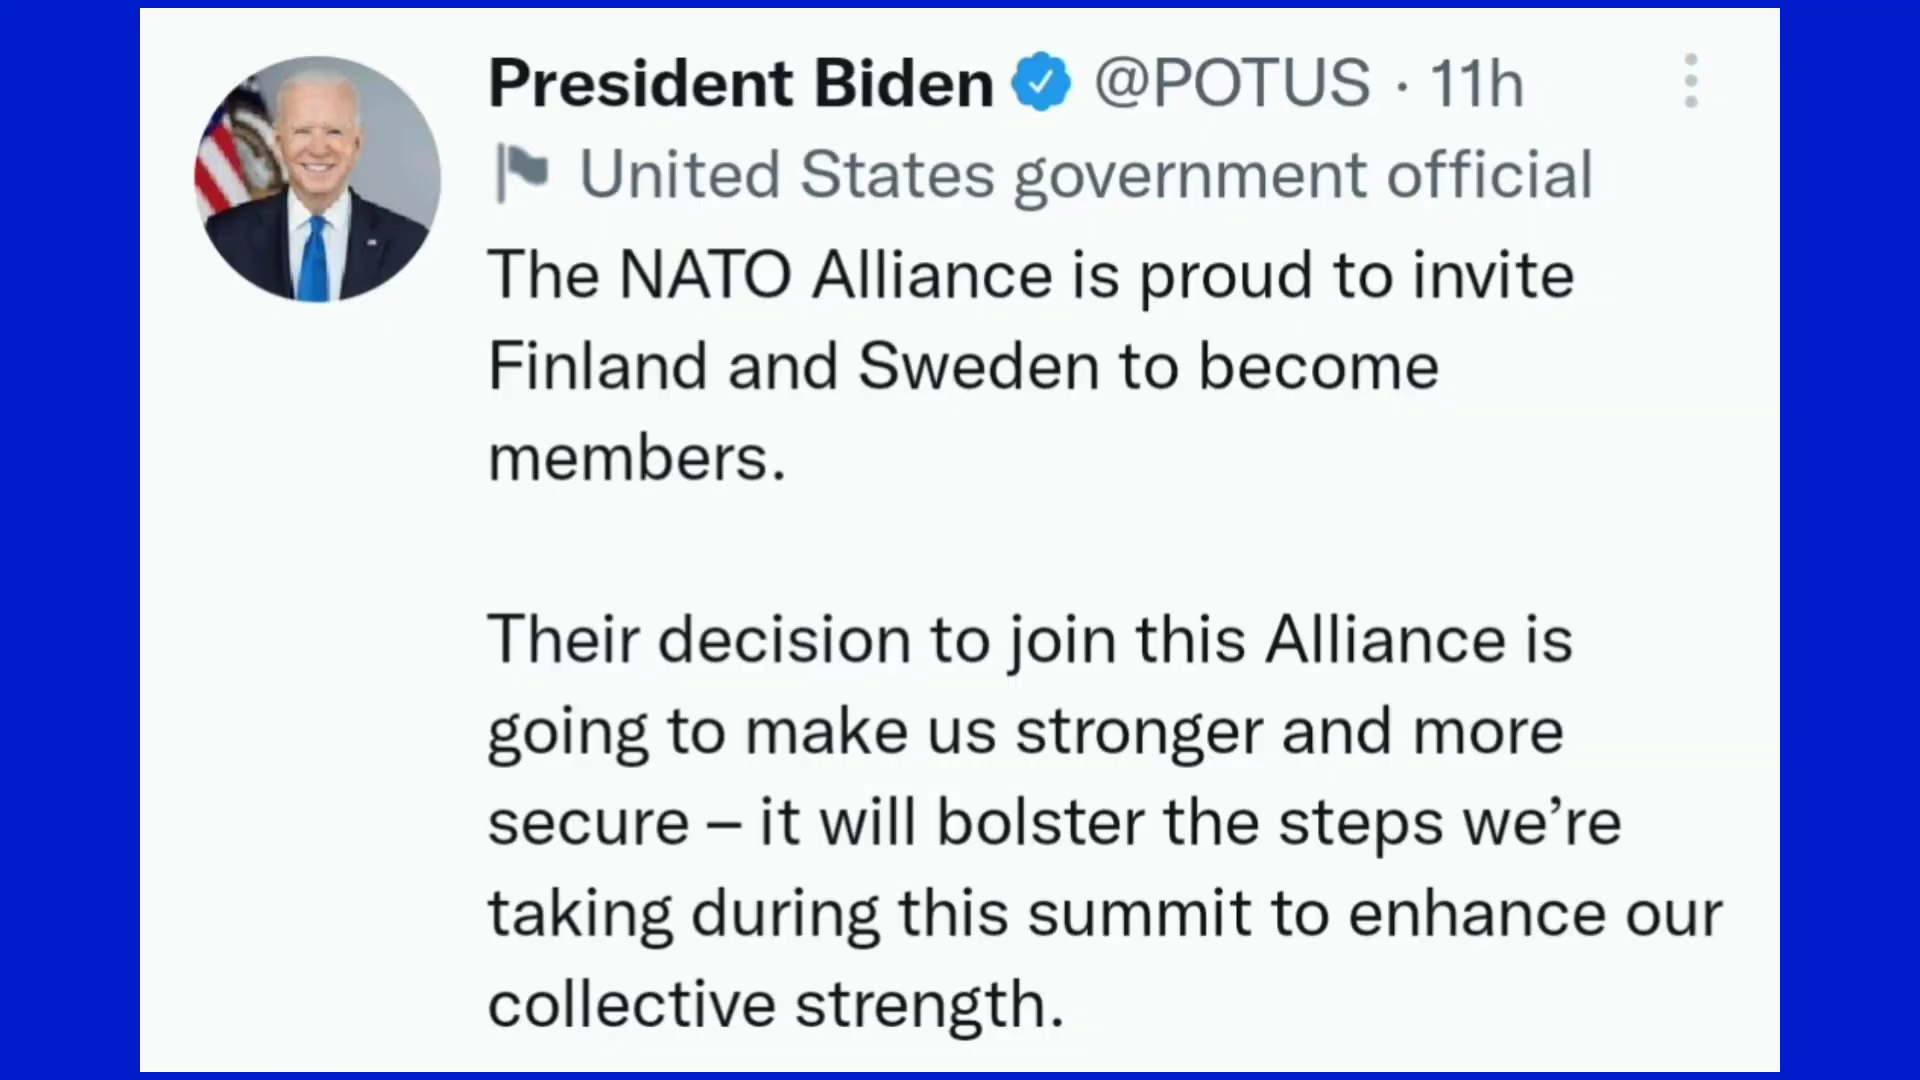 President Biden @POTUS · 11h
United States government official
The NATO Alliance is proud to invite
Finland and Sweden to become
members.
Their decision to join this Alliance is
going to make us stronger and more
secure – it will bolster the steps we’re
taking during this summit to enhance our
collective strength.